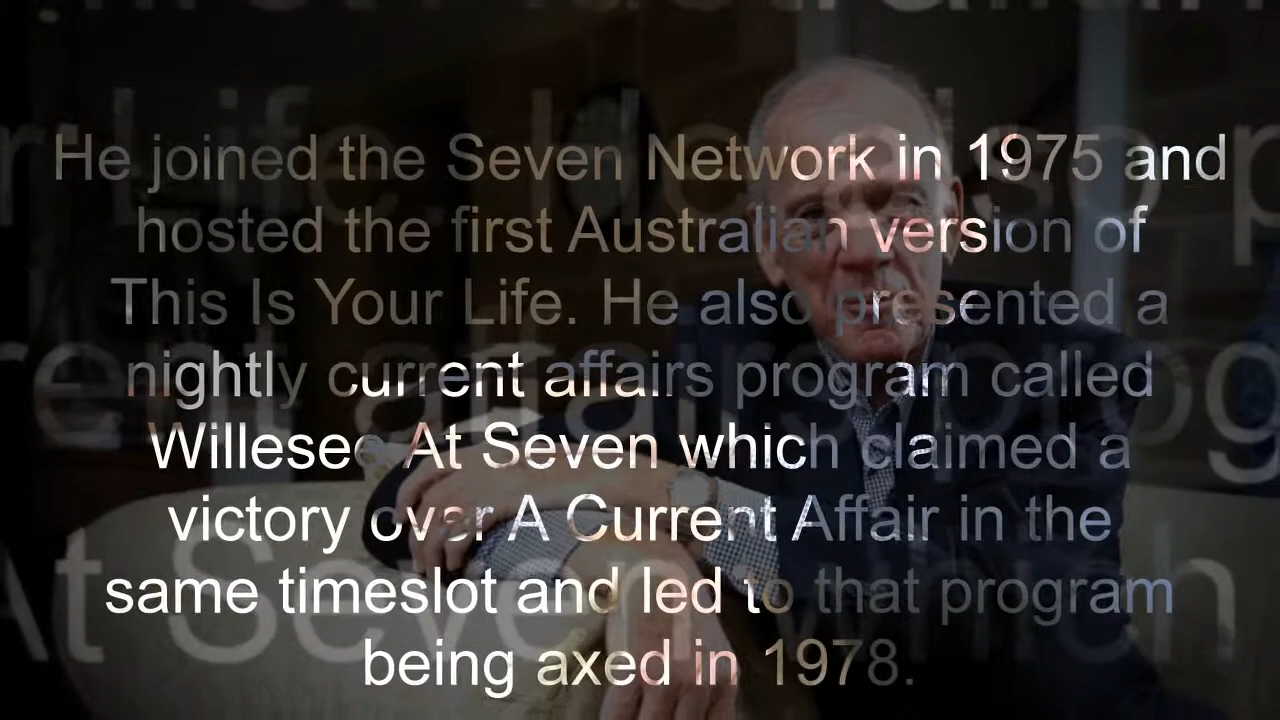 He joined the Seven Network in 1975 and
hosted the first Australian version of
This Is Your Life. He also presented a
nightly current affairs program called
Willesee At Seven which claimed a
victory over A Current Affair in the
same timeslot and led to that program
being axed in 1978.